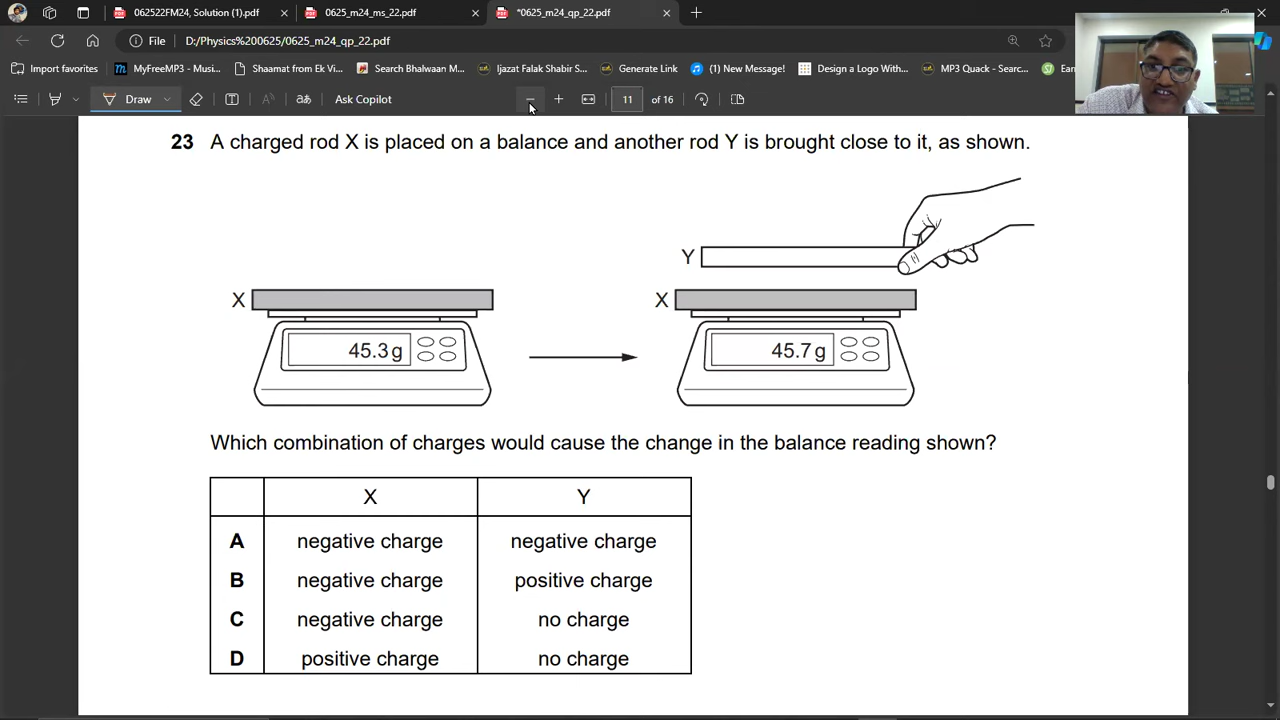 062522FM24, Solution (1).pdf
0625_m24_ms_22.pdf
*0625_m24_qp_22.pdf
File
D:/Physics%200625/0625_m24_qp_22.pdf
Import favorites
MyFreeMP3 - Musi...
Shaamat from Ek Vi...
Search Bhalwaan M...
Ijazat Falak Shabir S...
Generate Link
(1) New Message!
Design a Logo With...
MP3 Quack - Searc...
Ear
Draw
Ask Copilot
11 of 16
23 A charged rod X is placed on a balance and another rod Y is brought close to it, as shown.
Y
X
X
45.3 g
45.7 g
Which combination of charges would cause the change in the balance reading shown?
X Y
A negative charge negative charge
B negative charge positive charge
C negative charge no charge
D positive charge no charge